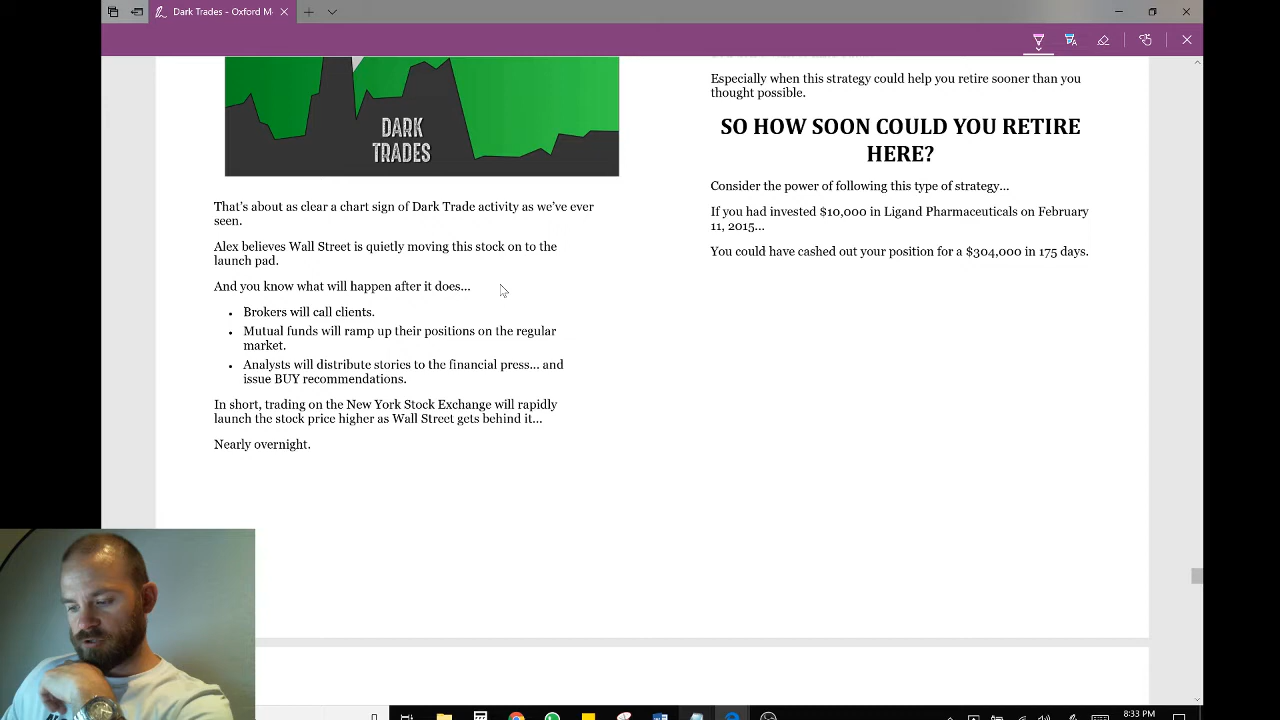 Dark Trades - Oxford M
DARK
TRADES
That's about as clear a chart sign of Dark Trade activity as we've ever
seen.
Alex believes Wall Street is quietly moving this stock on to the
launch pad.
And you know what will happen after it does…
• Brokers will call clients.
• Mutual funds will ramp up their positions on the regular
market.
• Analysts will distribute stories to the financial press… and
issue BUY recommendations.
In short, trading on the New York Stock Exchange will rapidly
launch the stock price higher as Wall Street gets behind it…
Nearly overnight.
Especially when this strategy could help you retire sooner than you
thought possible.
SO HOW SOON COULD YOU RETIRE
HERE?
Consider the power of following this type of strategy…
If you had invested $10,000 in Ligand Pharmaceuticals on February
11, 2015…
You could have cashed out your position for a $304,000 in 175 days.
8:33 PM